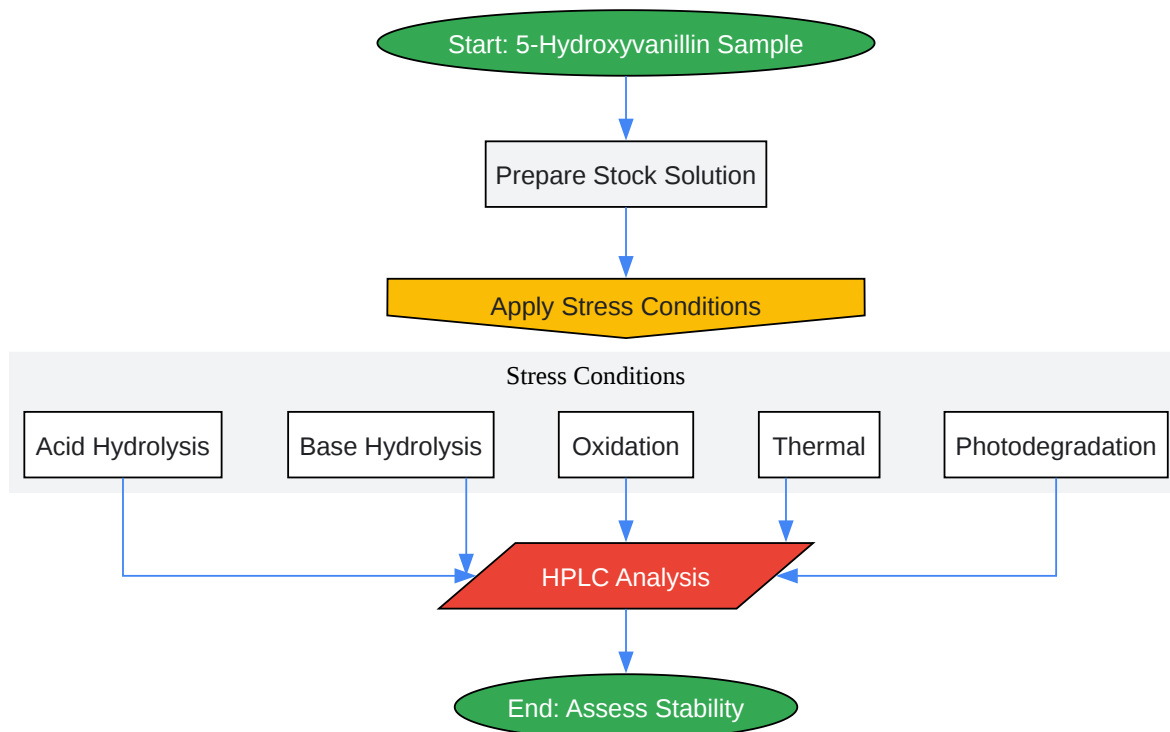 Start: 5-Hydroxyvanillin Sample
Prepare Stock Solution
Apply Stress Conditions
Stress Conditions
Acid Hydrolysis
Base Hydrolysis
Oxidation
Thermal
Photodegradation
HPLC Analysis
End: Assess Stability